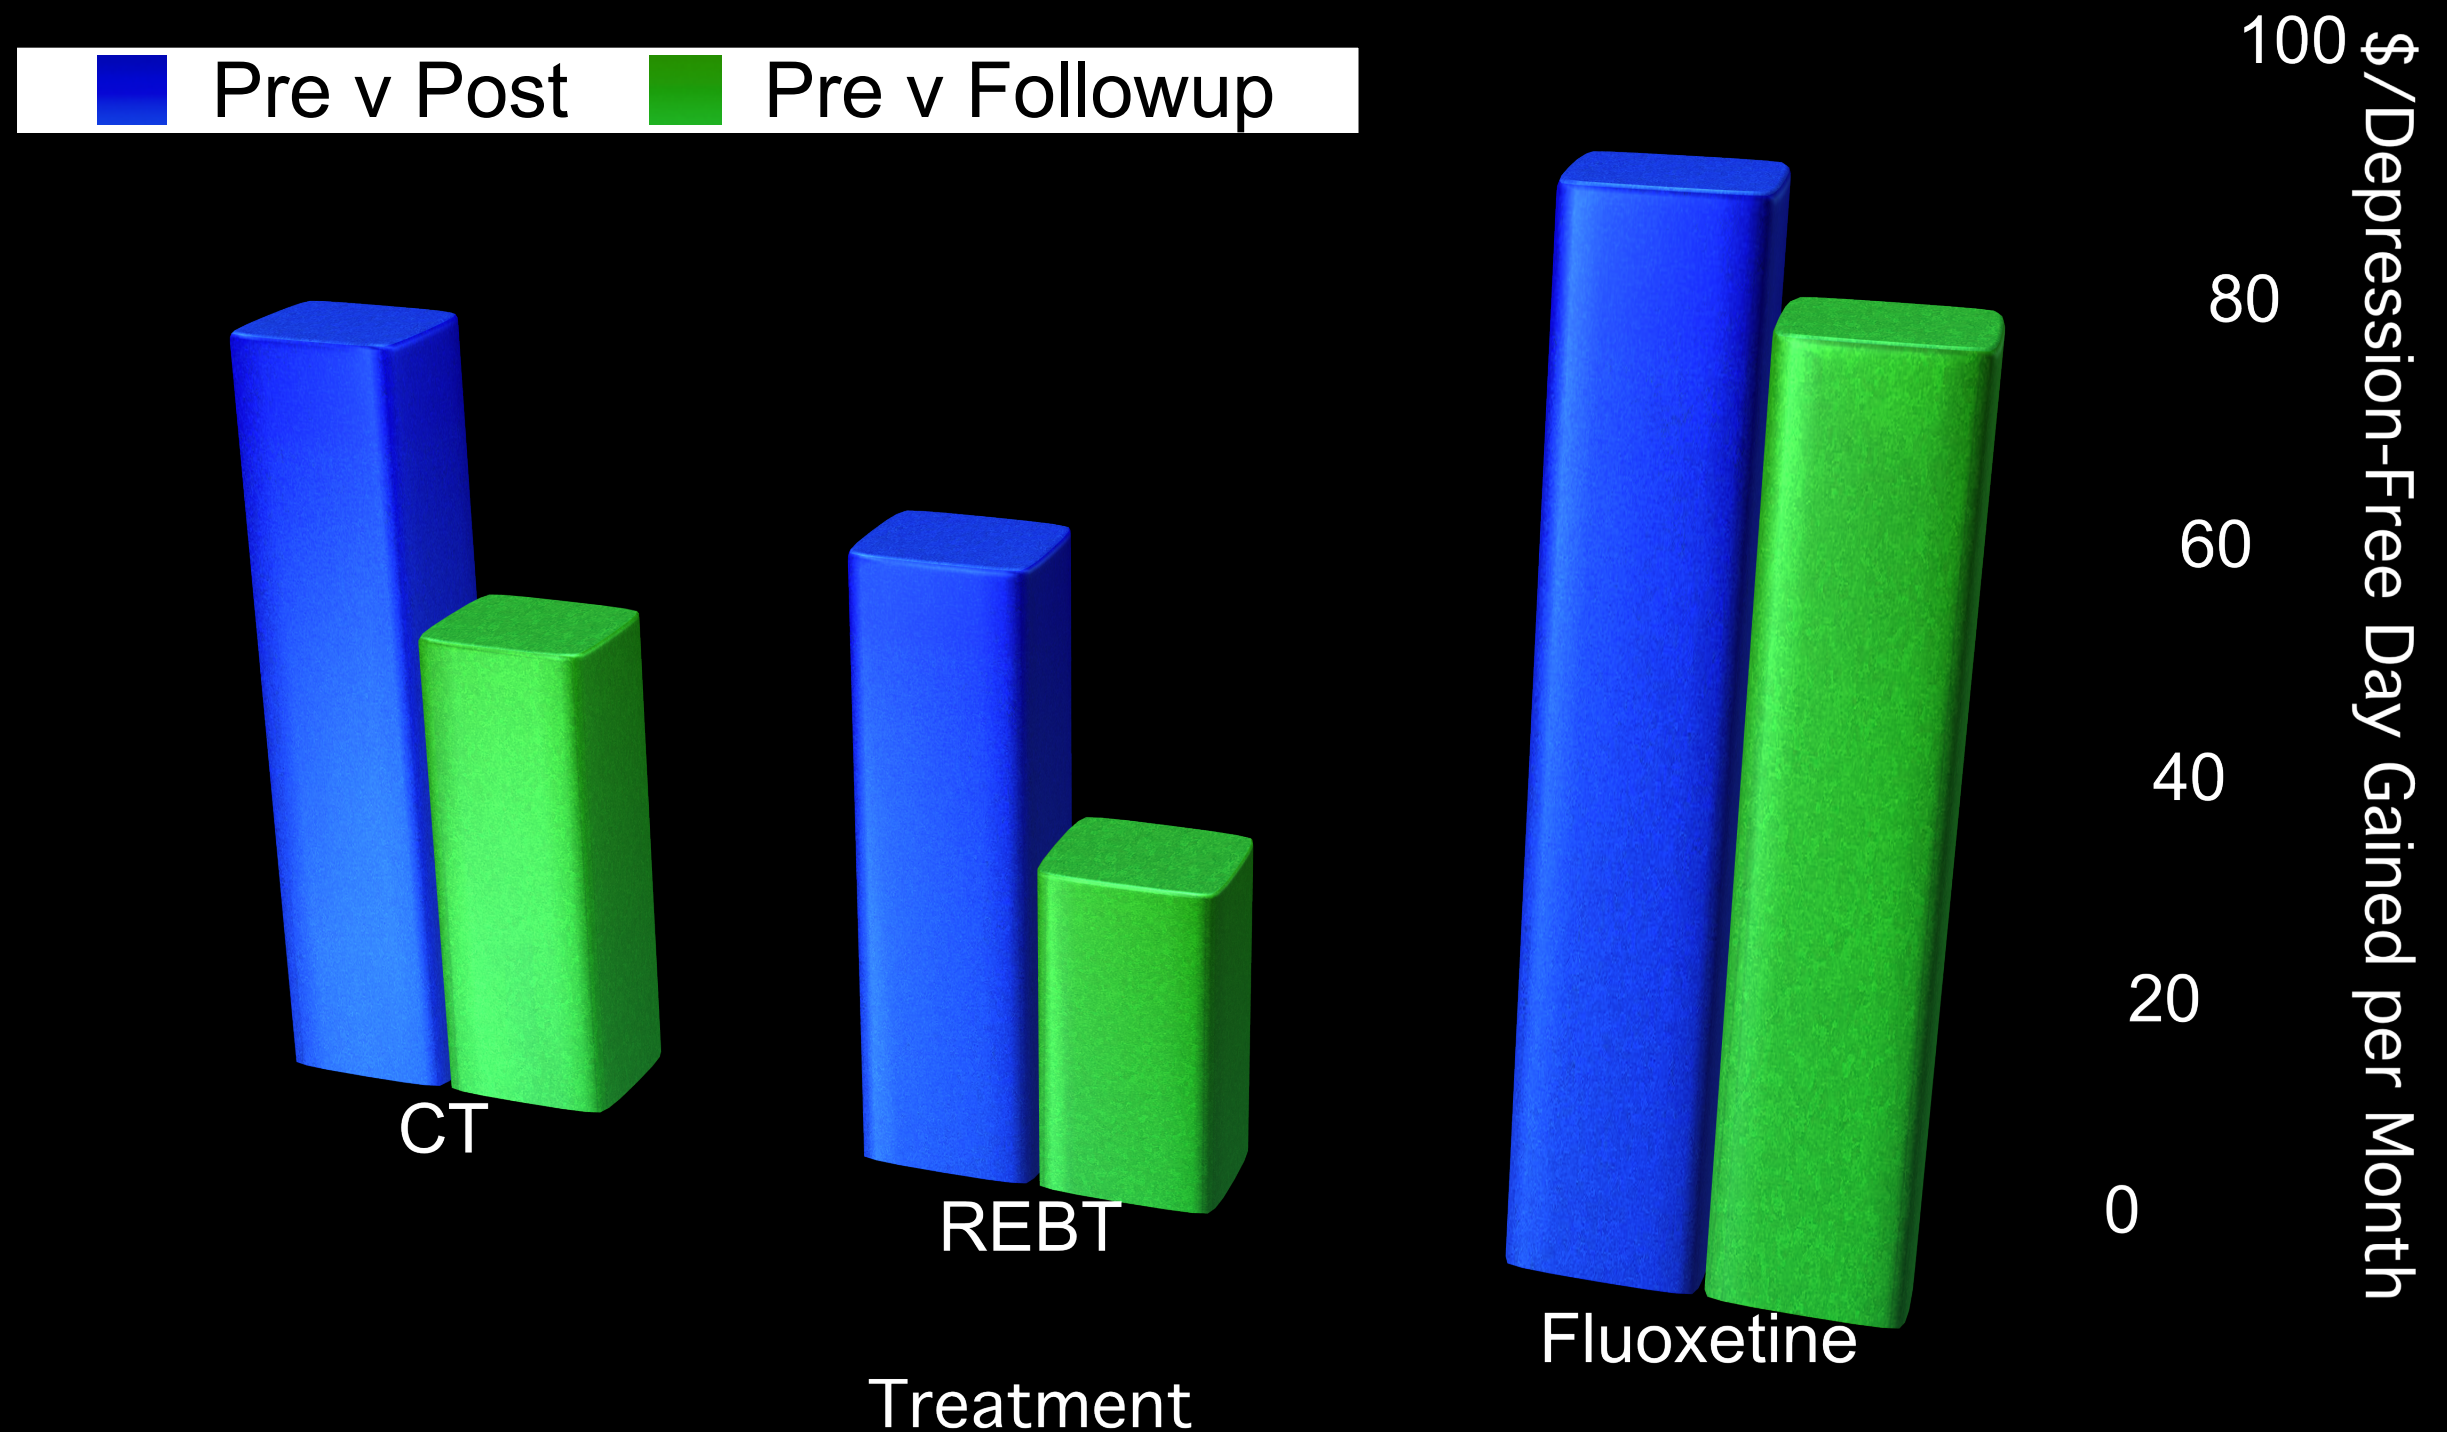 Pre v Post
Pre v Followup
100
80
60
40
20
0
$/Depression-Free Day Gained per Month
CT
REBT
Fluoxetine
Treatment